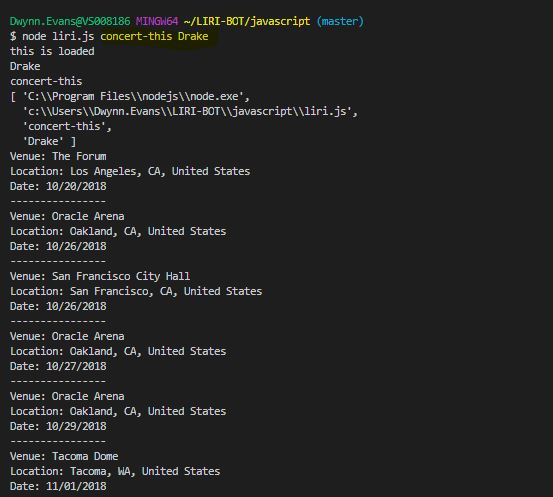 Dwynn.Evans@VS008186 MINGW64 ~/LIRI-BOT/javascript (master)
$ node liri.js concert-this Drake
this is loaded
Drake
concert-this
[ 'C:\\Program Files\\nodejs\\node.exe',
  'c:\\Users\\Dwynn.Evans\\LIRI-BOT\\javascript\\liri.js',
  'concert-this',
  'Drake' ]
Venue: The Forum
Location: Los Angeles, CA, United States
Date: 10/20/2018
----------------
Venue: Oracle Arena
Location: Oakland, CA, United States
Date: 10/26/2018
----------------
Venue: San Francisco City Hall
Location: San Francisco, CA, United States
Date: 10/26/2018
----------------
Venue: Oracle Arena
Location: Oakland, CA, United States
Date: 10/27/2018
----------------
Venue: Oracle Arena
Location: Oakland, CA, United States
Date: 10/29/2018
----------------
Venue: Tacoma Dome
Location: Tacoma, WA, United States
Date: 11/01/2018